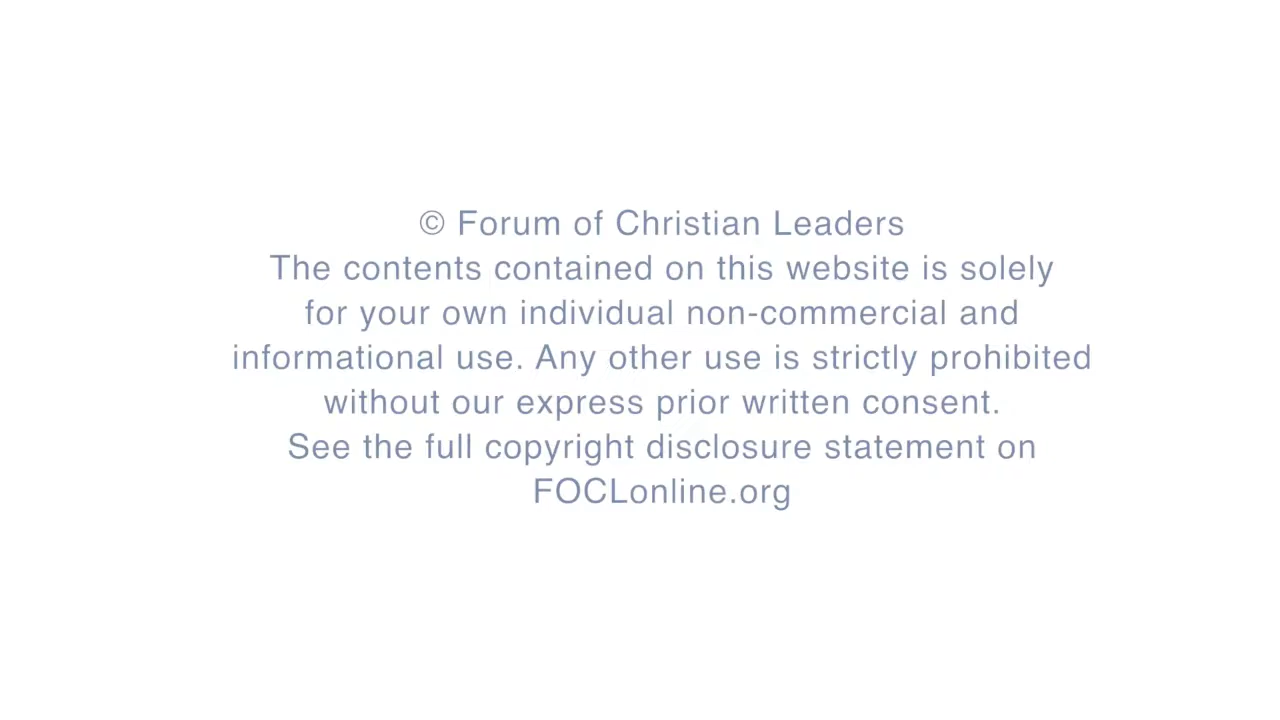 © Forum of Christian Leaders
The contents contained on this website is solely
for your own individual non-commercial and
informational use. Any other use is strictly prohibited
without our express prior written consent.
See the full copyright disclosure statement on
FOCLonline.org